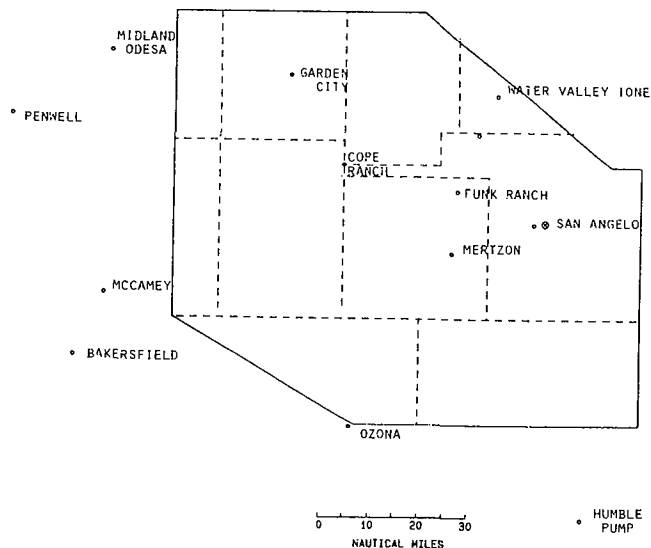 MIDLAND
ODESA
GARDEN
CITY
WATER VALLEY IONE
PENWELL
COPE
RANCH
FUNK RANCH
SAN ANGELO
MERTZON
MCCAMEY
BAKERSFIELD
OZONA
0 10 20 30
NAUTICAL MILES
HUMBLE
PUMP